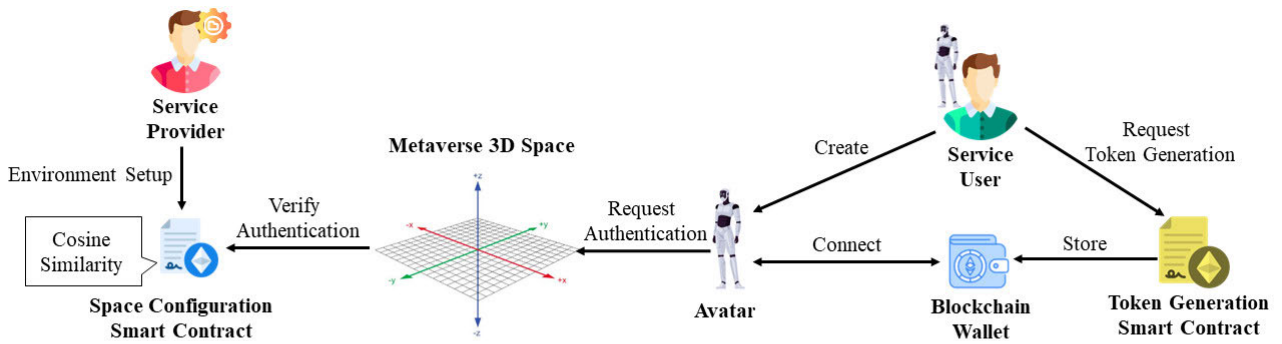 Service
Provider
Environment Setup
Cosine
Similarity
Space Configuration
Smart Contract
Verify
Authentication
Metaverse 3D Space
+z
-x
+y
-y
+x
-z
Request
Authentication
Avatar
Create
Service
User
Request
Token Generation
Connect
Blockchain
Wallet
Store
Token Generation
Smart Contract